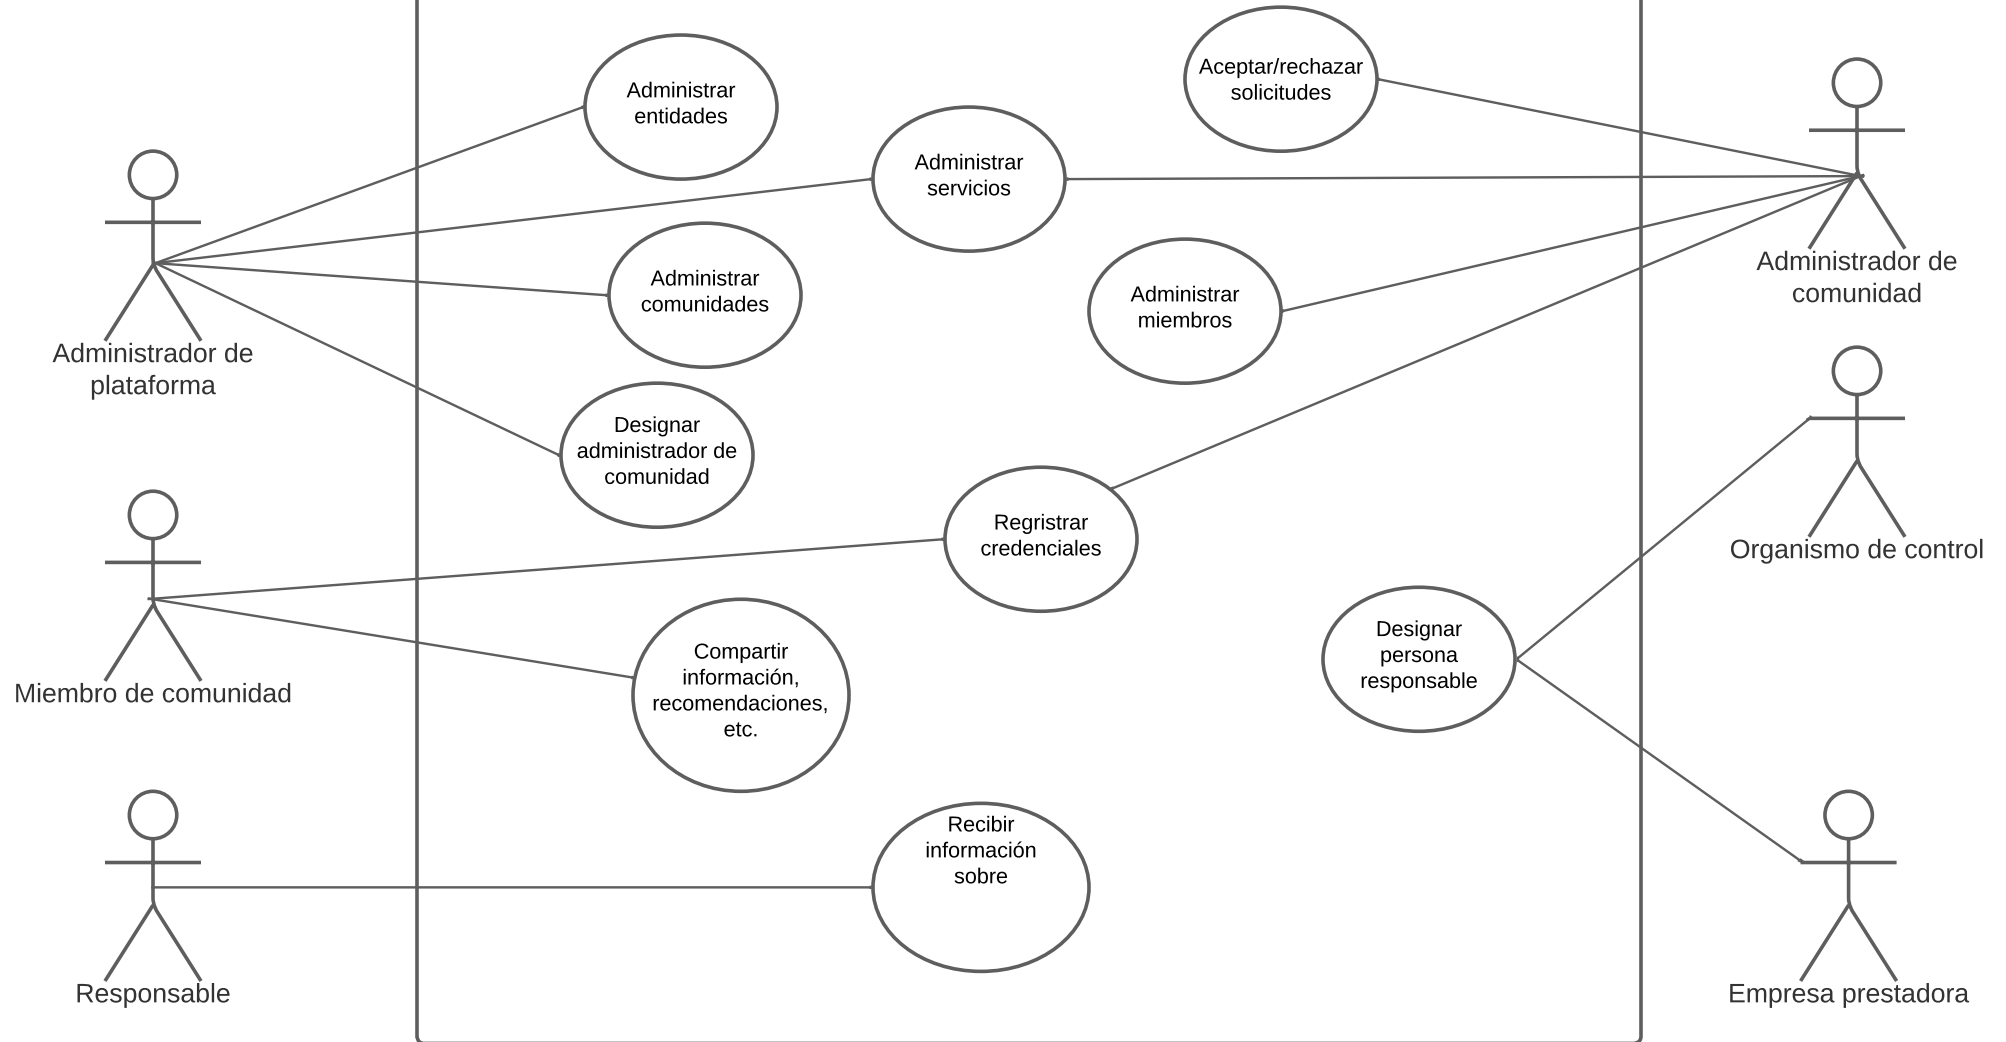 Aceptar/rechazar
solicitudes
Administrar
entidades
Administrar
servicios
Administrador de
comunidad
Administrar
comunidades
Administrar
miembros
Administrador de
plataforma
Designar
administrador de
comunidad
Regristrar
credenciales
Organismo de control
Designar
persona
responsable
Miembro de comunidad
Compartir
información,
recomendaciones,
etc.
Recibir
información
sobre
Responsable
Empresa prestadora